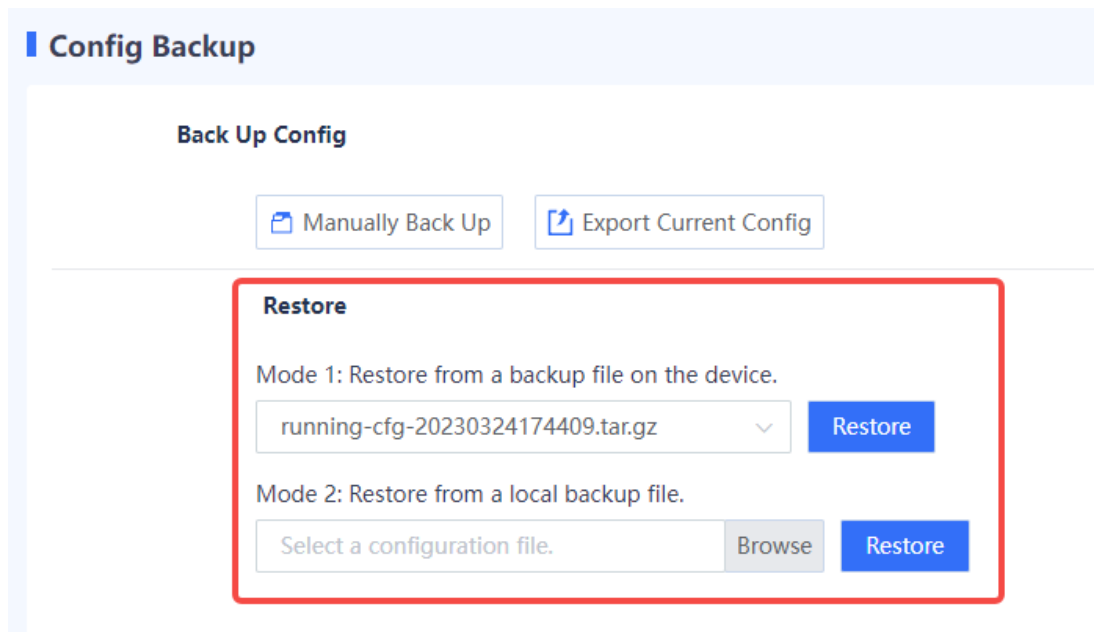 Config Backup
Back Up Config
Manually Back Up Export Current Config
Restore
Mode 1: Restore from a backup file on the device.
running-cfg-20230324174409.tar.gz Restore
Mode 2: Restore from a local backup file.
Select a configuration file. Browse Restore